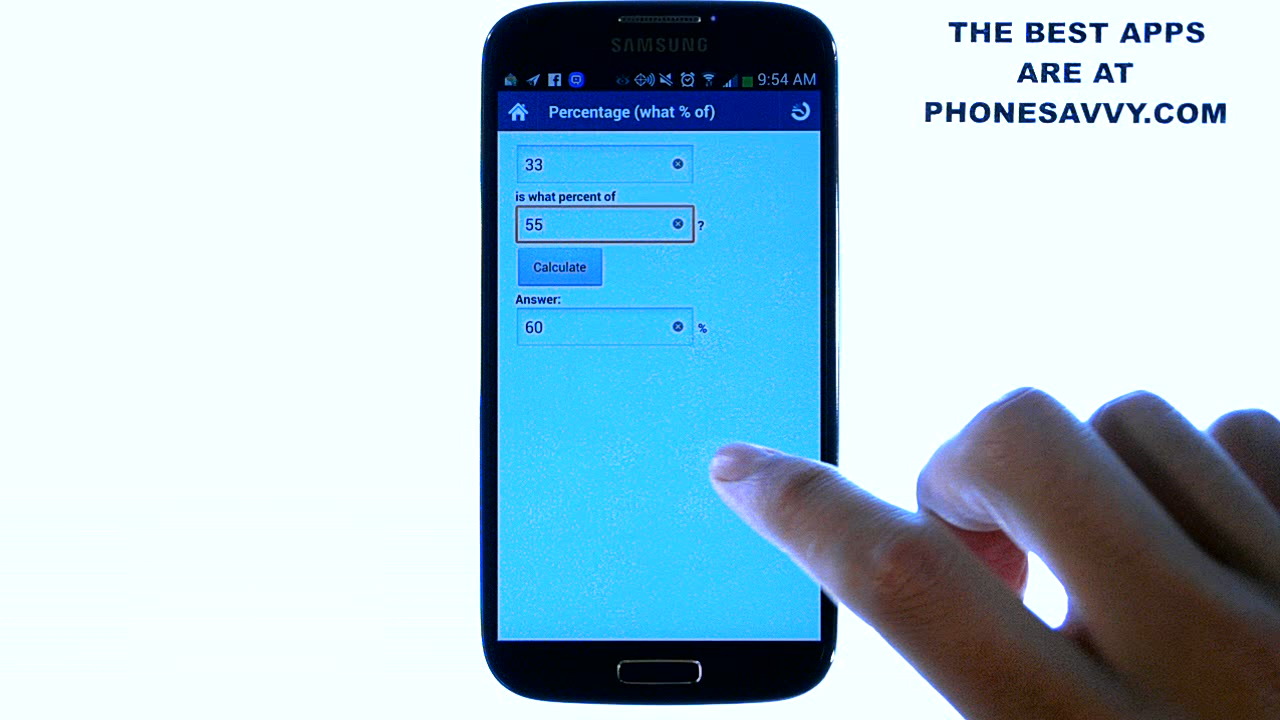 THE BEST APPS
ARE AT
PHONESAVVY.COM
SAMSUNG
9:54 AM
Percentage (what % of)
33
is what percent of
55 ?
Calculate
Answer:
60 %